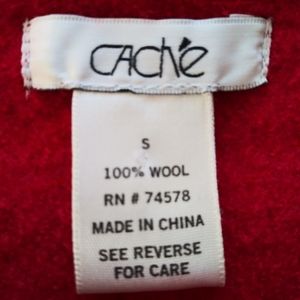 Caché
S
100% WOOL
RN # 74578
MADE IN CHINA
SEE REVERSE
FOR CARE